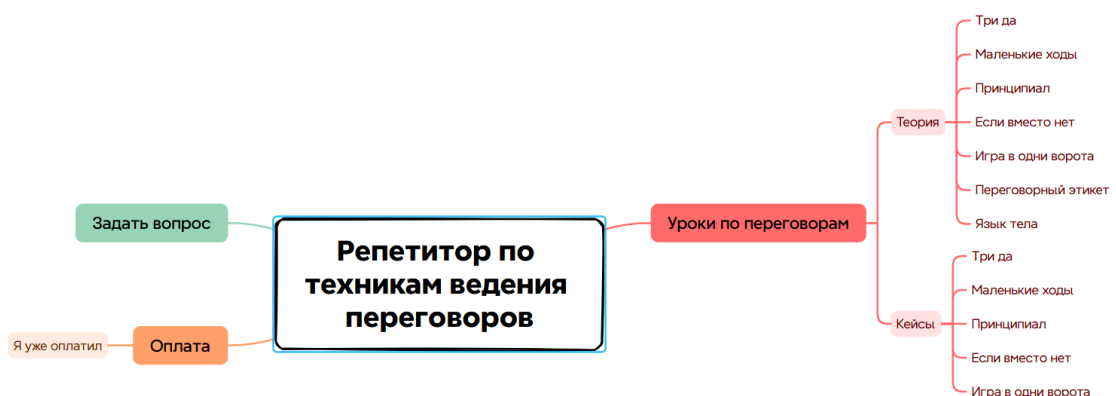 Три да
Маленькие ходы
Принципиал
Теория
Если вместо нет
Игра в одни ворота
Переговорный этикет
Язык тела
Задать вопрос
Репетитор по
техникам ведения
переговоров
Уроки по переговорам
Три да
Маленькие ходы
Кейсы
Принципиал
Я уже оплатил
Оплата
Если вместо нет
Игра в одни ворота